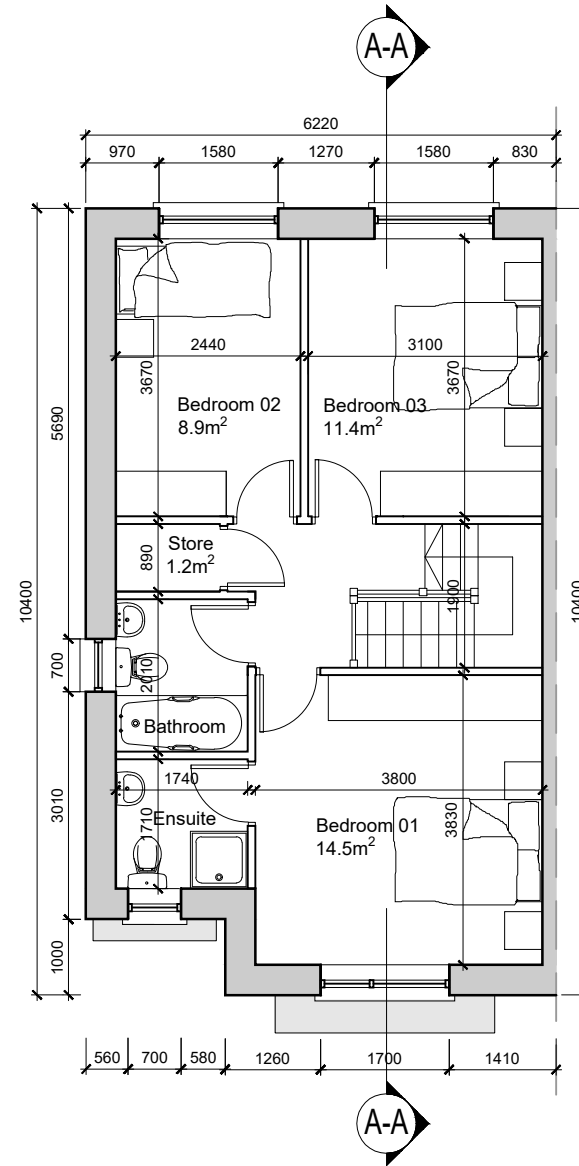 A-A
6220
970 1580 1270 1580 830
2440 3100
3670 3670
Bedroom 02
8.9m²
Bedroom 03
11.4m²
5690
10400
10400
Store
1.2m²
890
1900
700
2010
Bathroom
1740 3800
3010
1710
Ensuite
Bedroom 01
14.5m²
3830
1000
560 700 580 1260 1700 1410
A-A